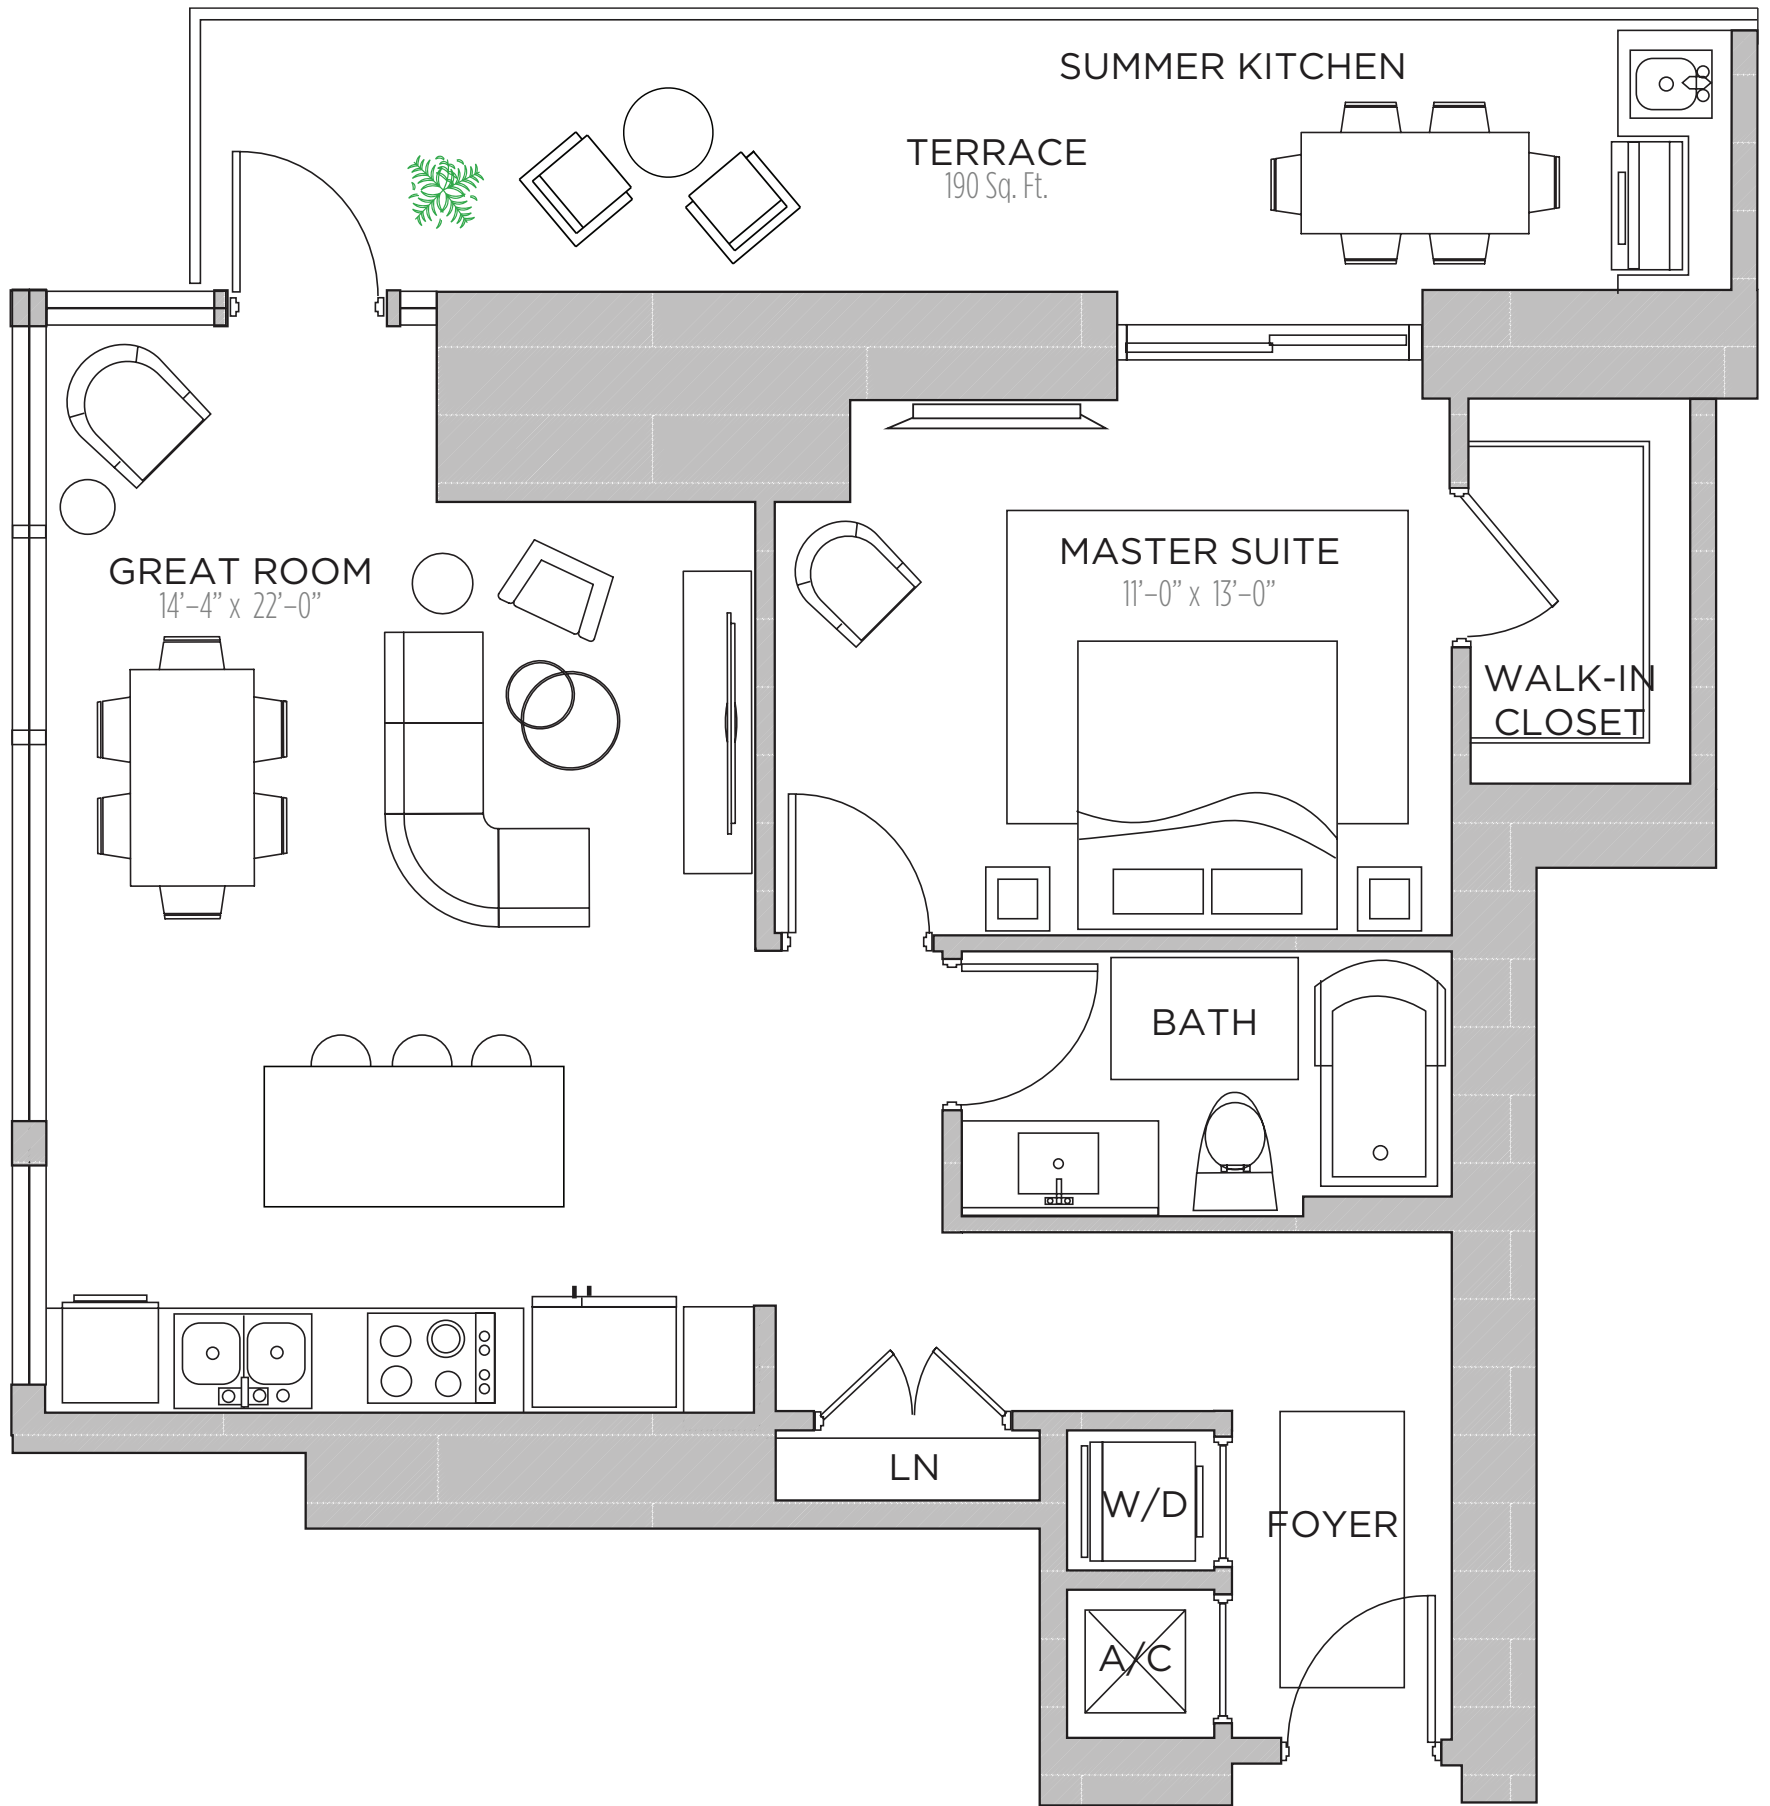 SUMMER KITCHEN
TERRACE
190 Sq. Ft.
GREAT ROOM
14'–4" x 22'–0"
MASTER SUITE
11'–0" x 13'–0"
WALK-IN
CLOSET
BATH
LN
W/D
FOYER
A/C